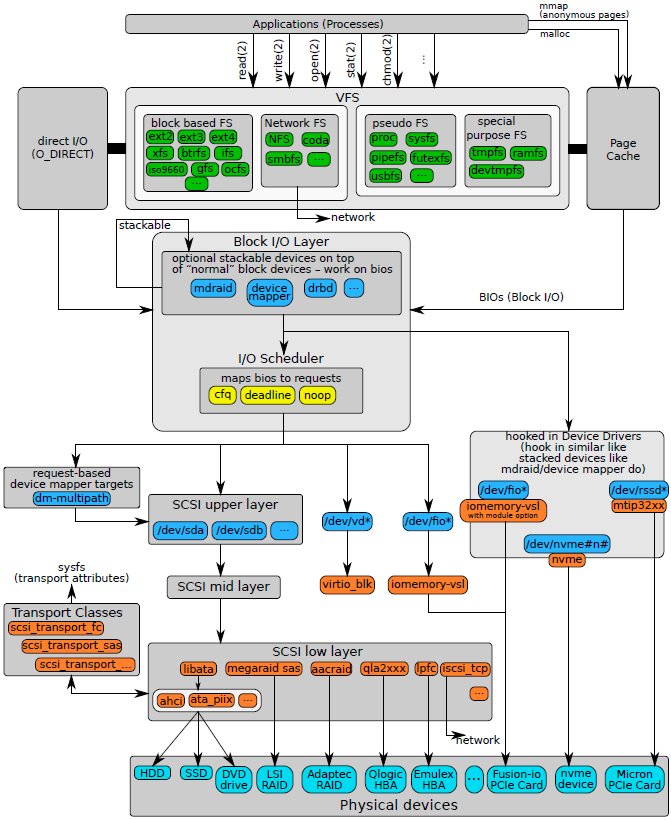 mmap
(anonymous pages)
malloc
Applications (Processes)
read(2)
write(2)
open(2)
stat(2)
chmod(2)
...
VFS
direct I/O
(O_DIRECT)
block based FS
ext2 ext3 ext4
xfs btrfs ifs
iso9660 gfs ocfs
...
Network FS
NFS coda
smbfs ...
pseudo FS
proc sysfs
pipefs futexfs
usbfs ...
special
purpose FS
tmpfs ramfs
devtmpfs
Page
Cache
network
stackable
Block I/O Layer
optional stackable devices on top
of “normal” block devices – work on bios
mdraid device
mapper drbd ...
BIOs (Block I/O)
I/O Scheduler
maps bios to requests
cfq deadline noop
hooked in Device Drivers
(hook in similar like
stacked devices like
mdraid/device mapper do)
/dev/fio* /dev/rssd*
iomemory-vsl
with module option
mtip32xx
/dev/nvme#n#
nvme
request-based
device mapper targets
dm-multipath
SCSI upper layer
/dev/sda /dev/sdb ...
/dev/vd* /dev/fio*
virtio_blk iomemory-vsl
SCSI mid layer
sysfs
(transport attributes)
Transport Classes
scsi_transport_fc
scsi_transport_sas
scsi_transport_...
SCSI low layer
libata megaraid sas aacraid qla2xxx lpfc iscsi_tcp
ahci ata_piix ... ...
network
HDD SSD DVD
drive
LSI
RAID
Adaptec
RAID
Qlogic
HBA
Emulex
HBA
...
Fusion-io
PCIe Card
nvme
device
Micron
PCIe Card
Physical devices